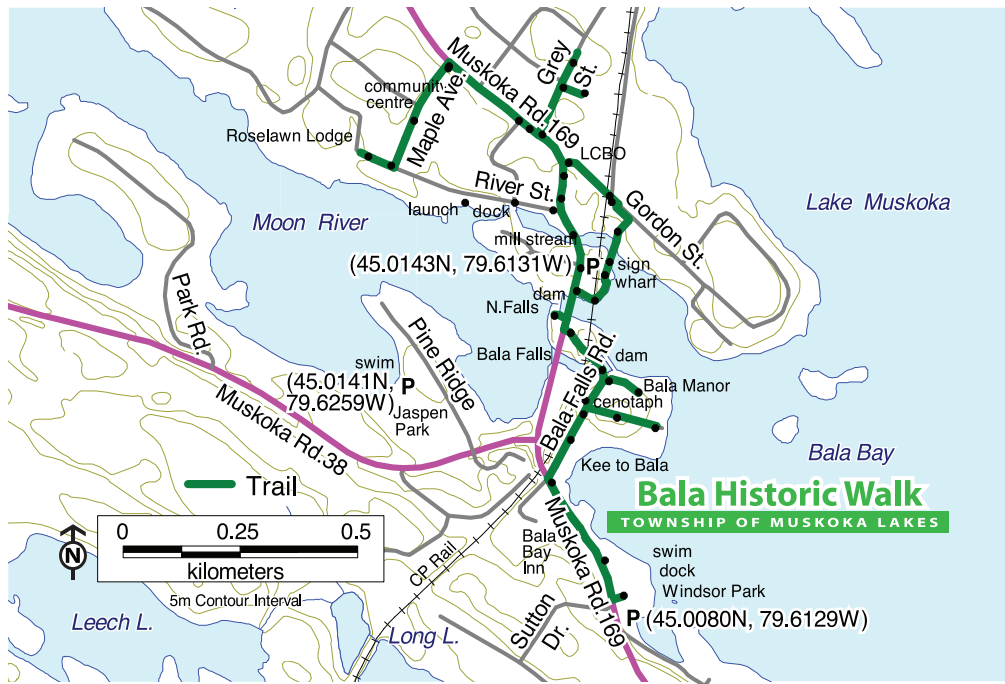 Muskoka Rd.169
Grey
St.
community
centre
Maple Ave.
Roselawn Lodge
LCBO
River St.
launch
dock
Gordon St.
Lake Muskoka
Moon River
mill stream
(45.0143N, 79.6131W) P
sign
wharf
dam
N.Falls
Park Rd.
Pine Ridge
Bala Falls
Bala Falls Rd.
dam
swim
(45.0141N, P
79.6259W)
Jaspen
Park
Bala Manor
cenotaph
Muskoka Rd.38
Bala Bay
Kee to Bala
Trail
Bala Historic Walk
TOWNSHIP OF MUSKOKA LAKES
0 0.25 0.5
kilometers
N
5m Contour Interval
CP Rail
Bala
Bay
Inn
Muskoka Rd.169
swim
dock
Windsor Park
P (45.0080N, 79.6129W)
Sutton
Dr.
Leech L.
Long L.